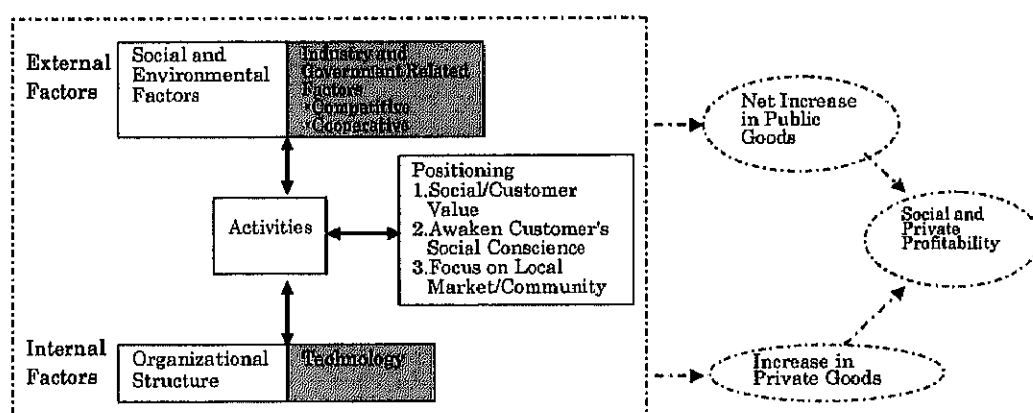 External
Factors
Social and
Environmental
Factors
Industry and
Government Related
Factors
•Competitive
•Cooperative
Net Increase
in Public
Goods
Activities
Positioning
1.Social/Customer
Value
2.Awaken Customer's
Social Conscience
3.Focus on Local
Market/Community
Social and
Private
Profitability
Internal
Factors
Organizational
Structure
Technology
Increase in
Private Goods